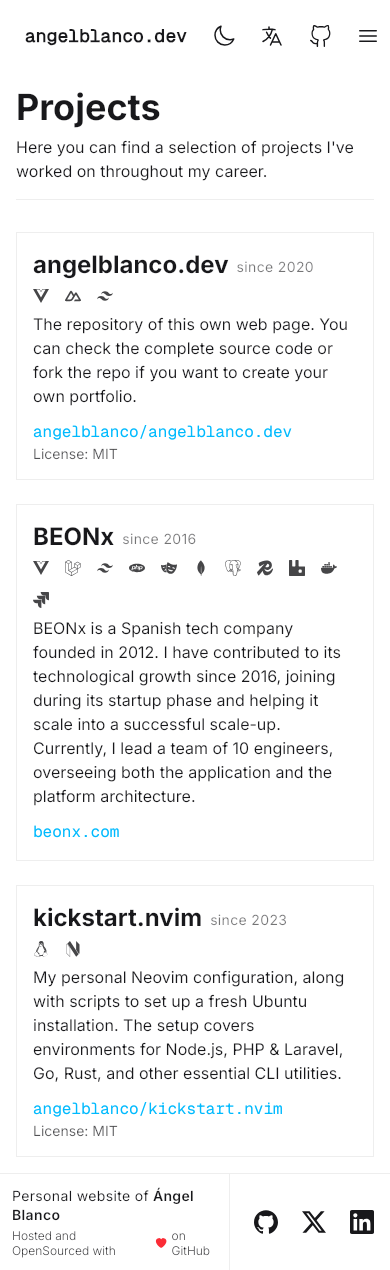 angelblanco.dev
Projects
Here you can find a selection of projects I've
worked on throughout my career.
angelblanco.dev since 2020
The repository of this own web page. You
can check the complete source code or
fork the repo if you want to create your
own portfolio.
angelblanco/angelblanco.dev
License: MIT
BEONx since 2016
php
BEONx is a Spanish tech company
founded in 2012. I have contributed to its
technological growth since 2016, joining
during its startup phase and helping it
scale into a successful scale-up.
Currently, I lead a team of 10 engineers,
overseeing both the application and the
platform architecture.
beonx.com
kickstart.nvim since 2023
My personal Neovim configuration, along
with scripts to set up a fresh Ubuntu
installation. The setup covers
environments for Node.js, PHP & Laravel,
Go, Rust, and other essential CLI utilities.
angelblanco/kickstart.nvim
License: MIT
Personal website of Ángel
Blanco
Hosted and
OpenSourced with ♥ on
GitHub